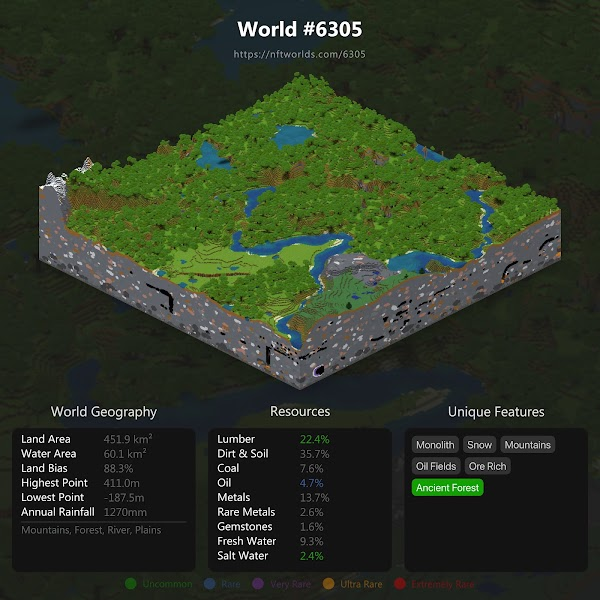 World #6305
https://nftworlds.com/6305
World Geography
Land Area 451.9 km²
Water Area 60.1 km²
Land Bias 88.3%
Highest Point 411.0m
Lowest Point -187.5m
Annual Rainfall 1270mm
Mountains, Forest, River, Plains
Resources
Lumber 22.4%
Dirt & Soil 35.7%
Coal 7.6%
Oil 4.7%
Metals 13.7%
Rare Metals 2.6%
Gemstones 1.6%
Fresh Water 9.3%
Salt Water 2.4%
Unique Features
Monolith Snow Mountains
Oil Fields Ore Rich
Ancient Forest
Uncommon Rare Very Rare Ultra Rare Extremely Rare